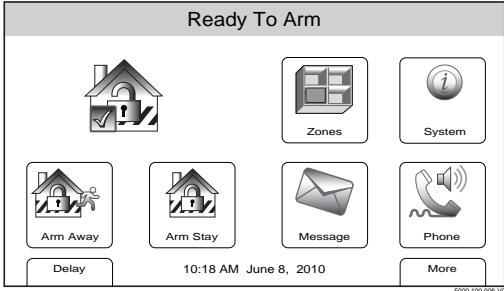 Ready To Arm
Zones
System
Arm Away
Arm Stay
Message
Phone
Delay
10:18 AM June 8, 2010
More